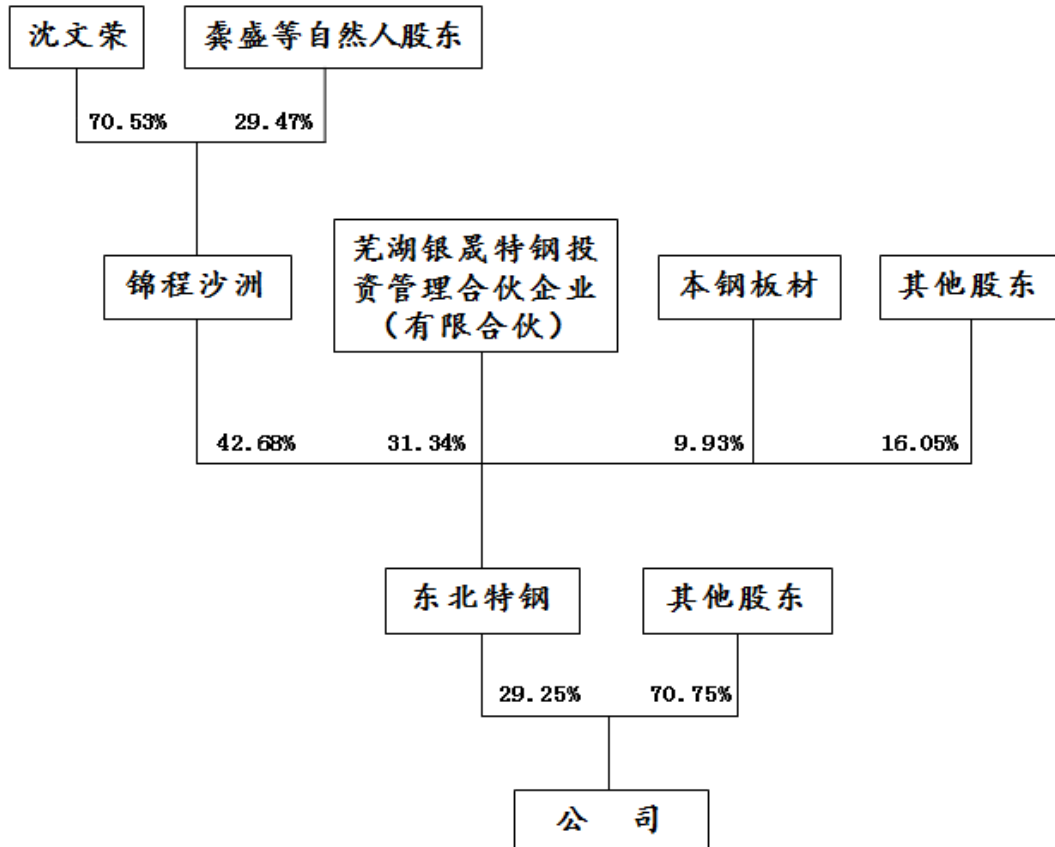 沈文荣
龚盛等自然人股东
70.53%
29.47%
锦程沙洲
芜湖银晟特钢投
资管理合伙企业
（有限合伙）
本钢板材
其他股东
42.68%
31.34%
9.93%
16.05%
东北特钢
其他股东
29.25%
70.75%
公 司